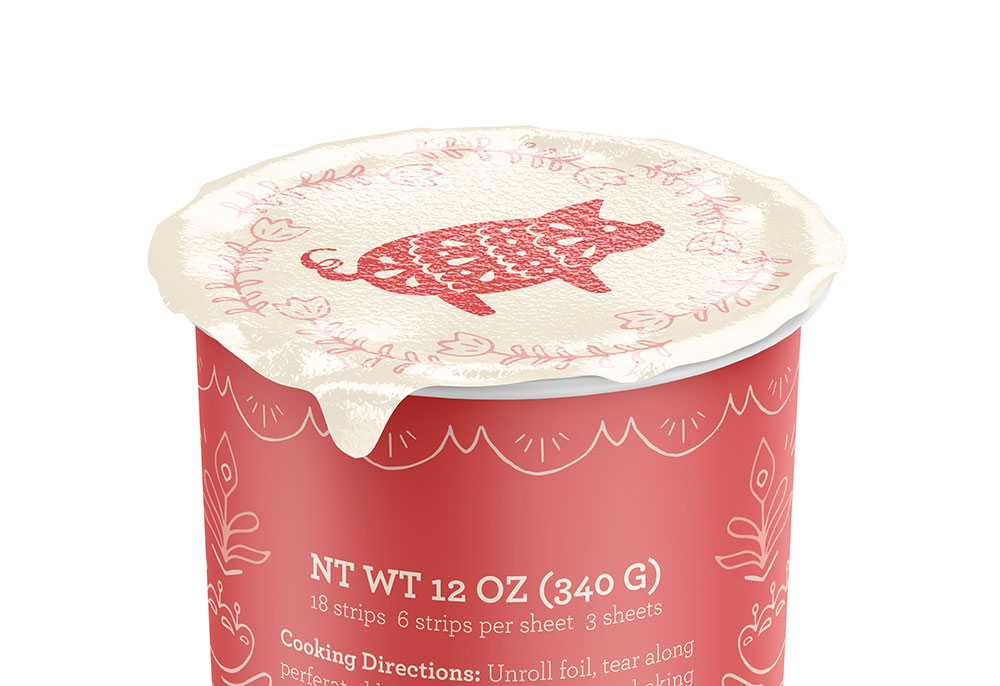 NT WT 12 OZ (340 G)
18 strips 6 strips per sheet 3 sheets
Cooking Directions: Unroll foil, tear along